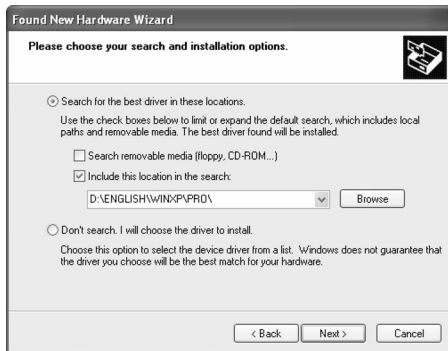 Found New Hardware Wizard
Please choose your search and installation options.
Search for the best driver in these locations.
Use the check boxes below to limit or expand the default search, which includes local
paths and removable media. The best driver found will be installed.
Search removable media (floppy, CD-ROM...)
Include this location in the search:
D:\ENGLISH\WINXP\PRO\
Browse
Don't search. I will choose the driver to install.
Choose this option to select the device driver from a list. Windows does not guarantee that
the driver you choose will be the best match for your hardware.
< Back Next > Cancel